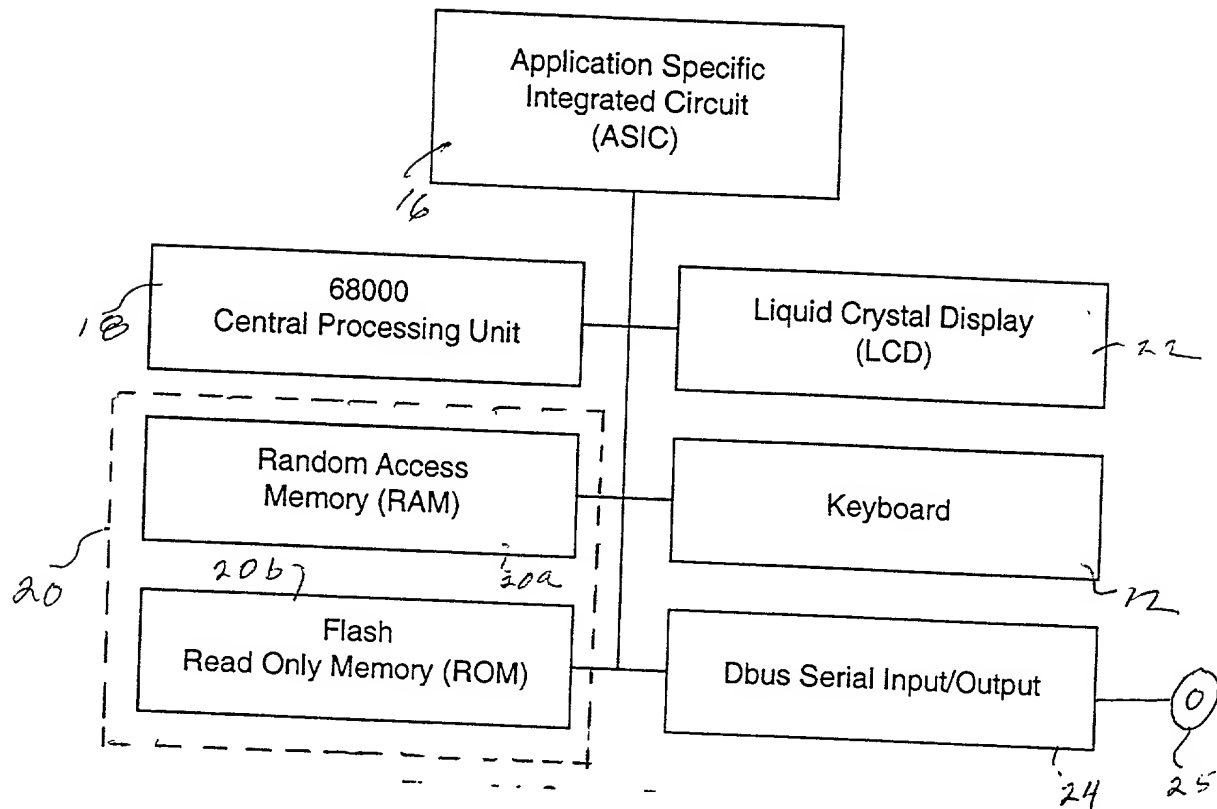 Application Specific
Integrated Circuit
(ASIC)
16
68000
Central Processing Unit
18
Liquid Crystal Display
(LCD)
22
Random Access
Memory (RAM)
20a
Keyboard
22
20
20b
Flash
Read Only Memory (ROM)
Dbus Serial Input/Output
24
25